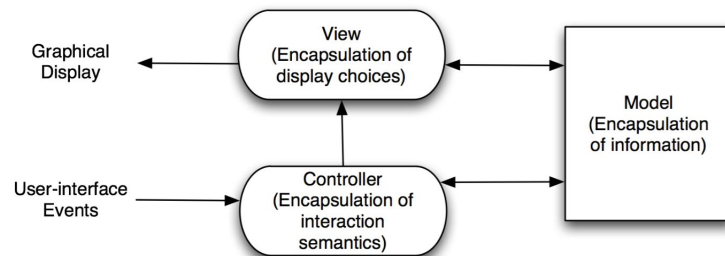 Graphical
Display
View
(Encapsulation of
display choices)
Model
(Encapsulation
of information)
User-interface
Events
Controller
(Encapsulation of
interaction
semantics)